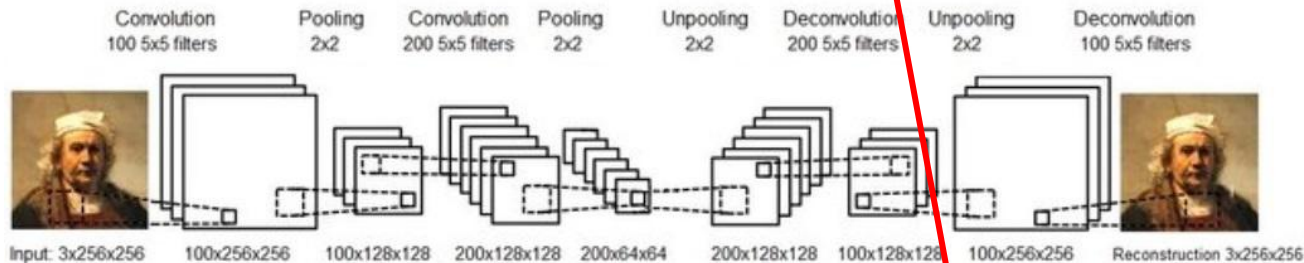 Convolution Pooling Convolution Pooling Unpooling Deconvolution Unpooling Deconvolution
100 5x5 filters 2x2 200 5x5 filters 2x2 2x2 200 5x5 filters 2x2 100 5x5 filters
Input: 3x256x256 100x256x256 100x128x128 200x128x128 200x64x64 200x128x128 100x128x128 100x256x256 Reconstruction 3x256x256